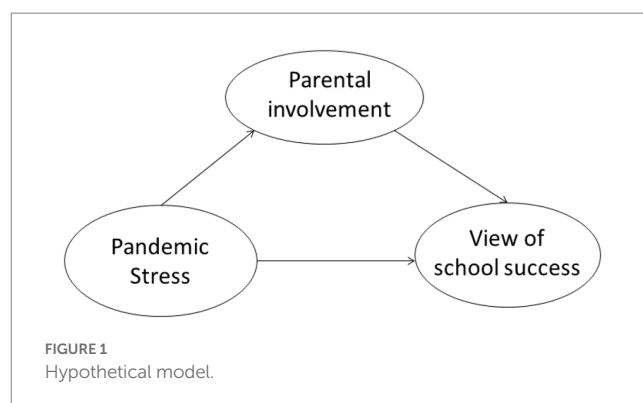 Parental
involvement
Pandemic
Stress
View of
school success
FIGURE 1
Hypothetical model.